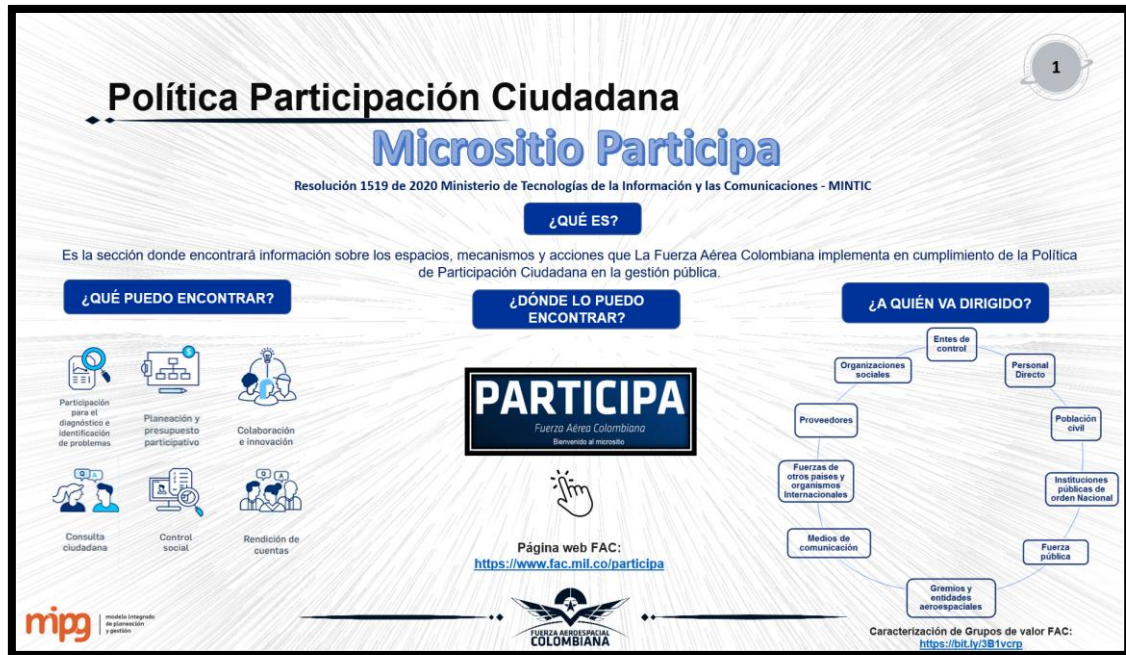 1
Política Participación Ciudadana
Micrositio Participa
Resolución 1519 de 2020 Ministerio de Tecnologías de la Información y las Comunicaciones - MINTIC
¿QUÉ ES?
Es la sección donde encontrará información sobre los espacios, mecanismos y acciones que La Fuerza Aérea Colombiana implementa en cumplimiento de la Política
de Participación Ciudadana en la gestión pública.
¿QUÉ PUEDO ENCONTRAR?
Participación
para el
diagnóstico e
identificación
de problemas
Planeación y
presupuesto
participativo
Colaboración
e innovación
Q
A
Consulta
ciudadana
Control
social
Q
A
Rendición de
cuentas
¿DÓNDE LO PUEDO
ENCONTRAR?
PARTICIPA
Fuerza Aérea Colombiana
Bienvenido al micrositio
Página web FAC:
https://www.fac.mil.co/participa
¿A QUIÉN VA DIRIGIDO?
Entes de
control
Personal
Directo
Población
civil
Instituciones
públicas de
orden Nacional
Fuerza
pública
Gremios y
entidades
aeroespaciales
Medios de
comunicación
Fuerzas de
otros países y
organismos
Internacionales
Proveedores
Organizaciones
sociales
Caracterización de Grupos de valor FAC:
https://bit.ly/3B1vcrp
mipg
modelo integrado
de planeación
y gestión
FUERZA AEROESPACIAL
COLOMBIANA